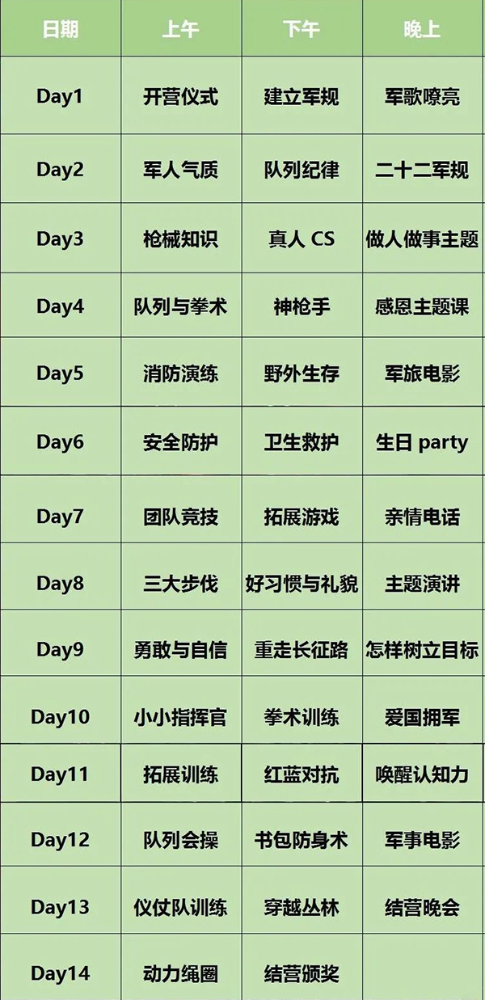 日期 上午 下午 晚上
Day1 开营仪式 建立军规 军歌嘹亮
Day2 军人气质 队列纪律 二十二军规
Day3 枪械知识 真人 CS 做人做事主题
Day4 队列与拳术 神枪手 感恩主题课
Day5 消防演练 野外生存 军旅电影
Day6 安全防护 卫生救护 生日 party
Day7 团队竞技 拓展游戏 亲情电话
Day8 三大步伐 好习惯与礼貌 主题演讲
Day9 勇敢与自信 重走长征路 怎样树立目标
Day10 小小指挥官 拳术训练 爱国拥军
Day11 拓展训练 红蓝对抗 唤醒认知力
Day12 队列会操 书包防身术 军事电影
Day13 仪仗队训练 穿越丛林 结营晚会
Day14 动力绳圈 结营颁奖